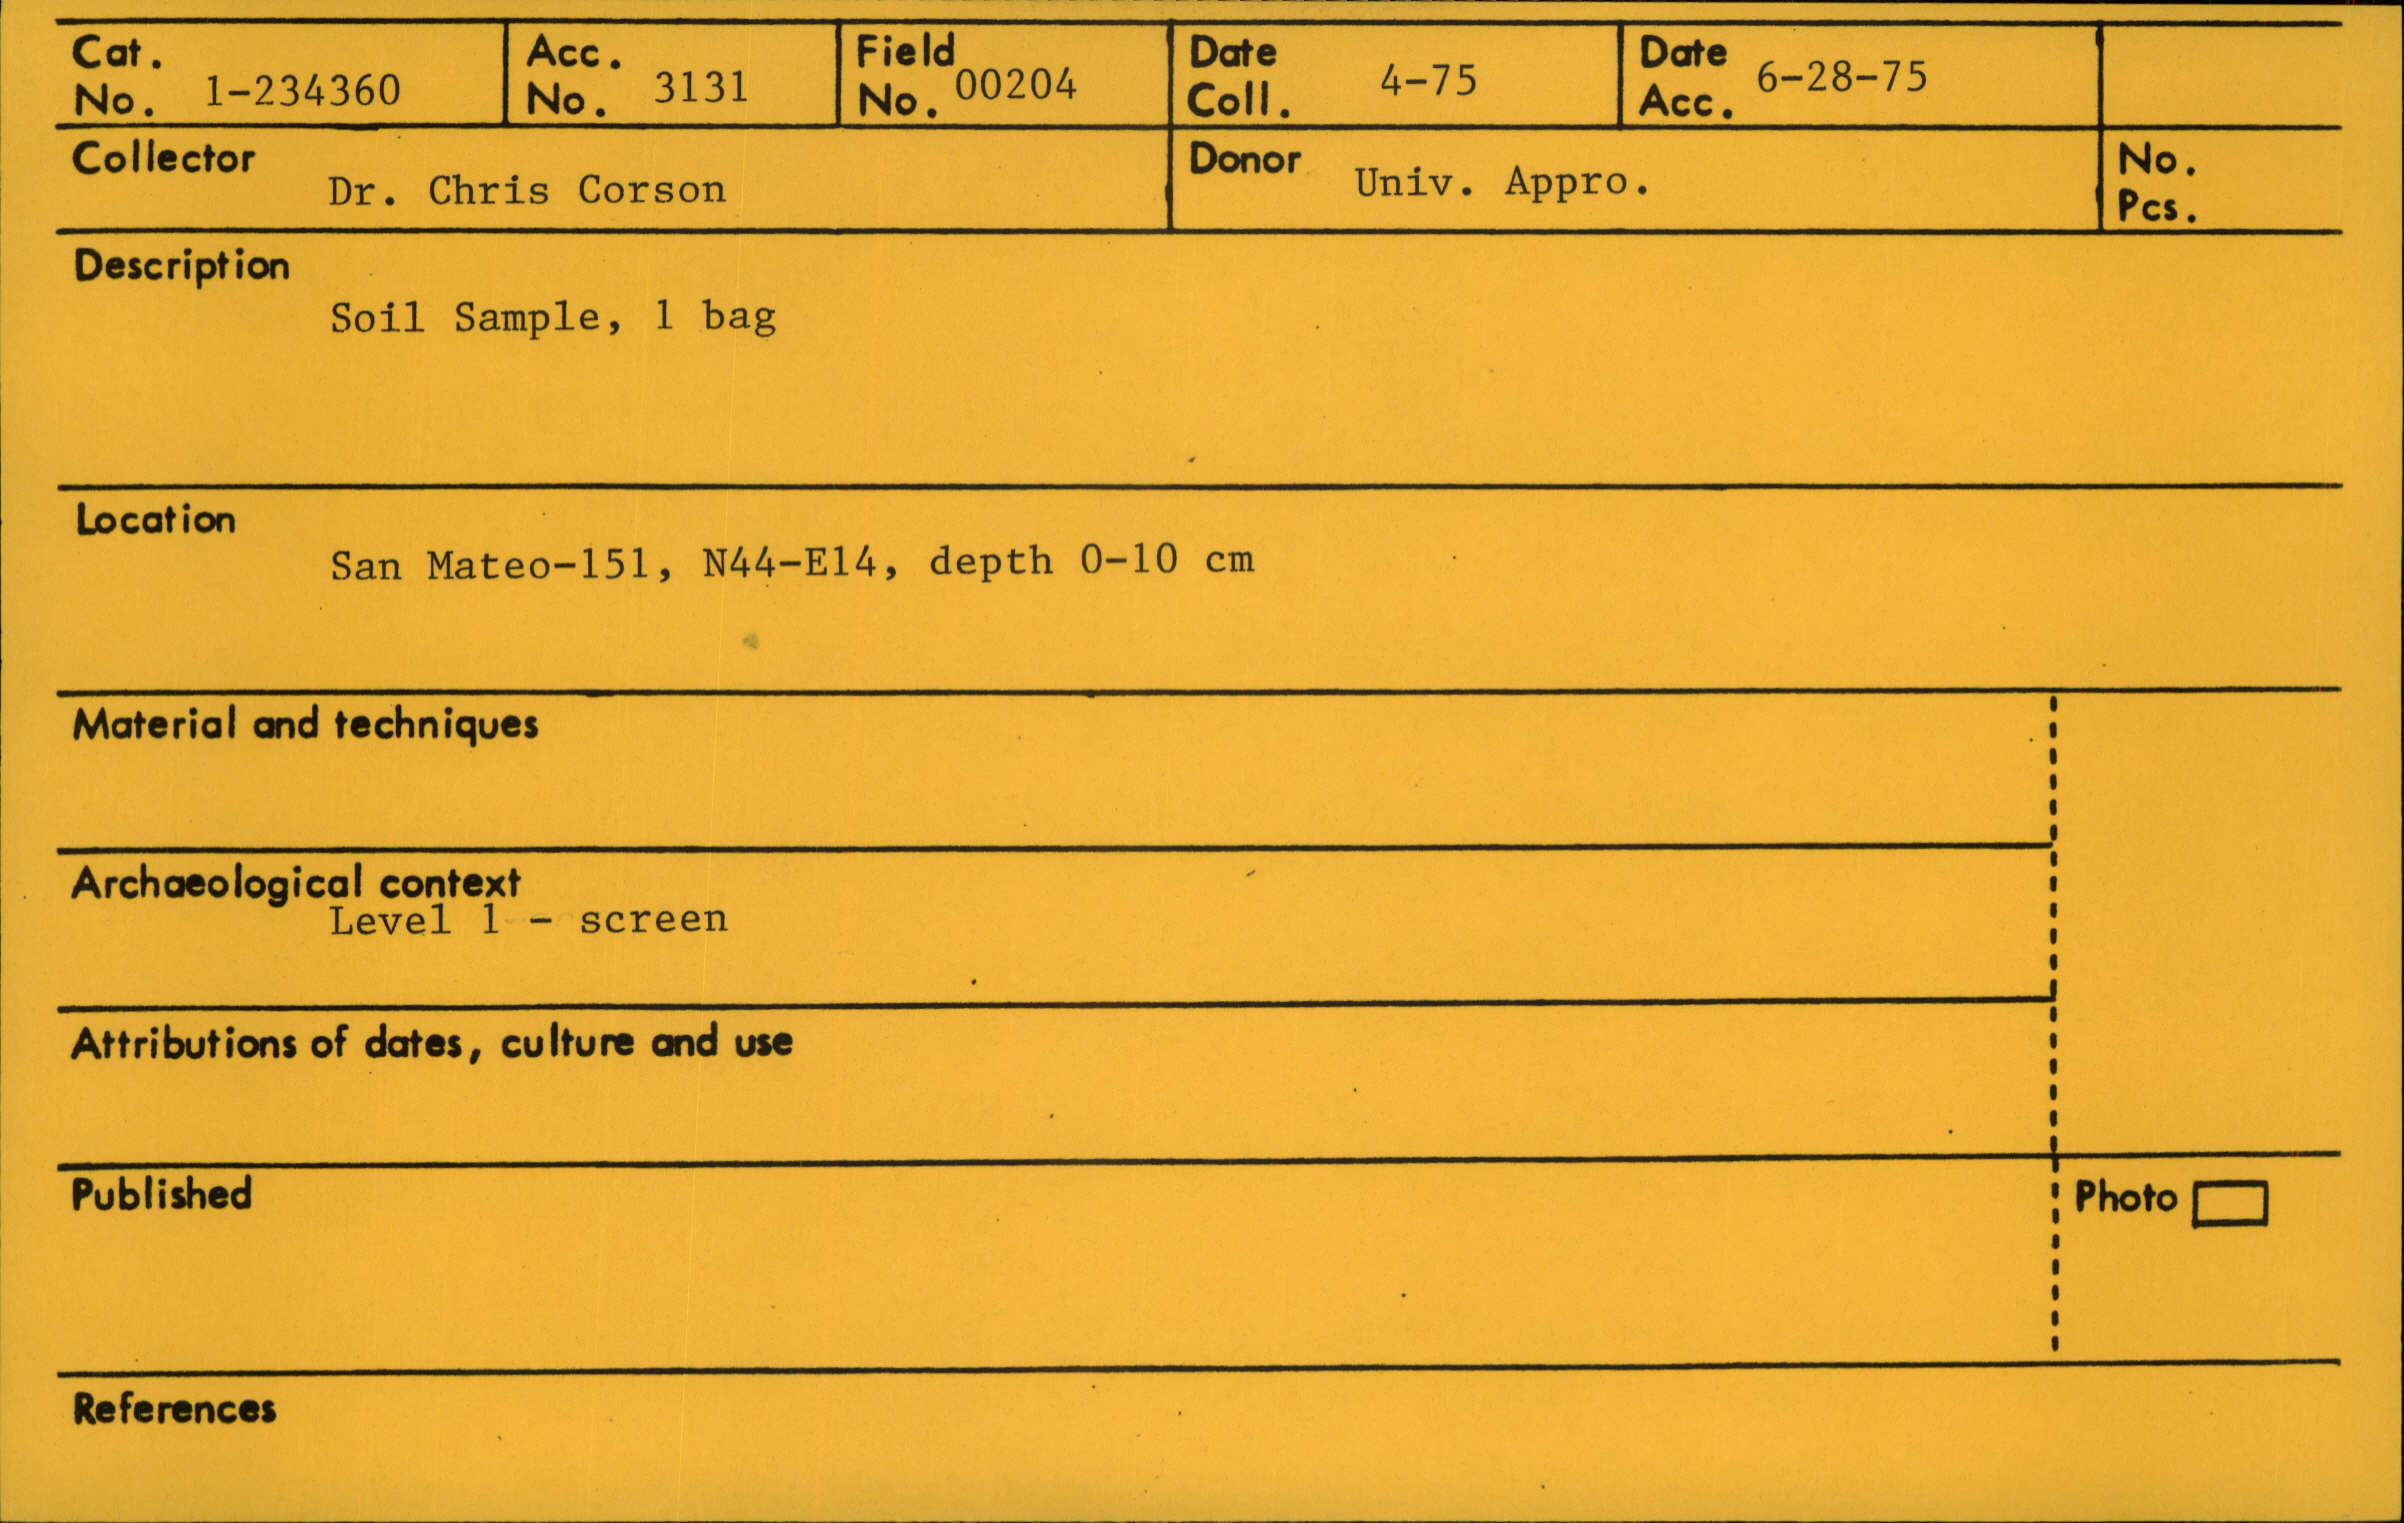 Cat. No. 1-234360
Acc. No. 3131
Field No. 00204
Date Coll. 4-75
Date Acc. 6-28-75
Collector
Dr. Chris Corson
Donor Univ. Appro.
No. Pcs.
Description
Soil Sample, 1 bag
Location
San Mateo-151, N44-E14, depth 0-10 cm
Material and techniques
Archaeological context
Level 1 - screen
Attributions of dates, culture and use
Published
Photo
References